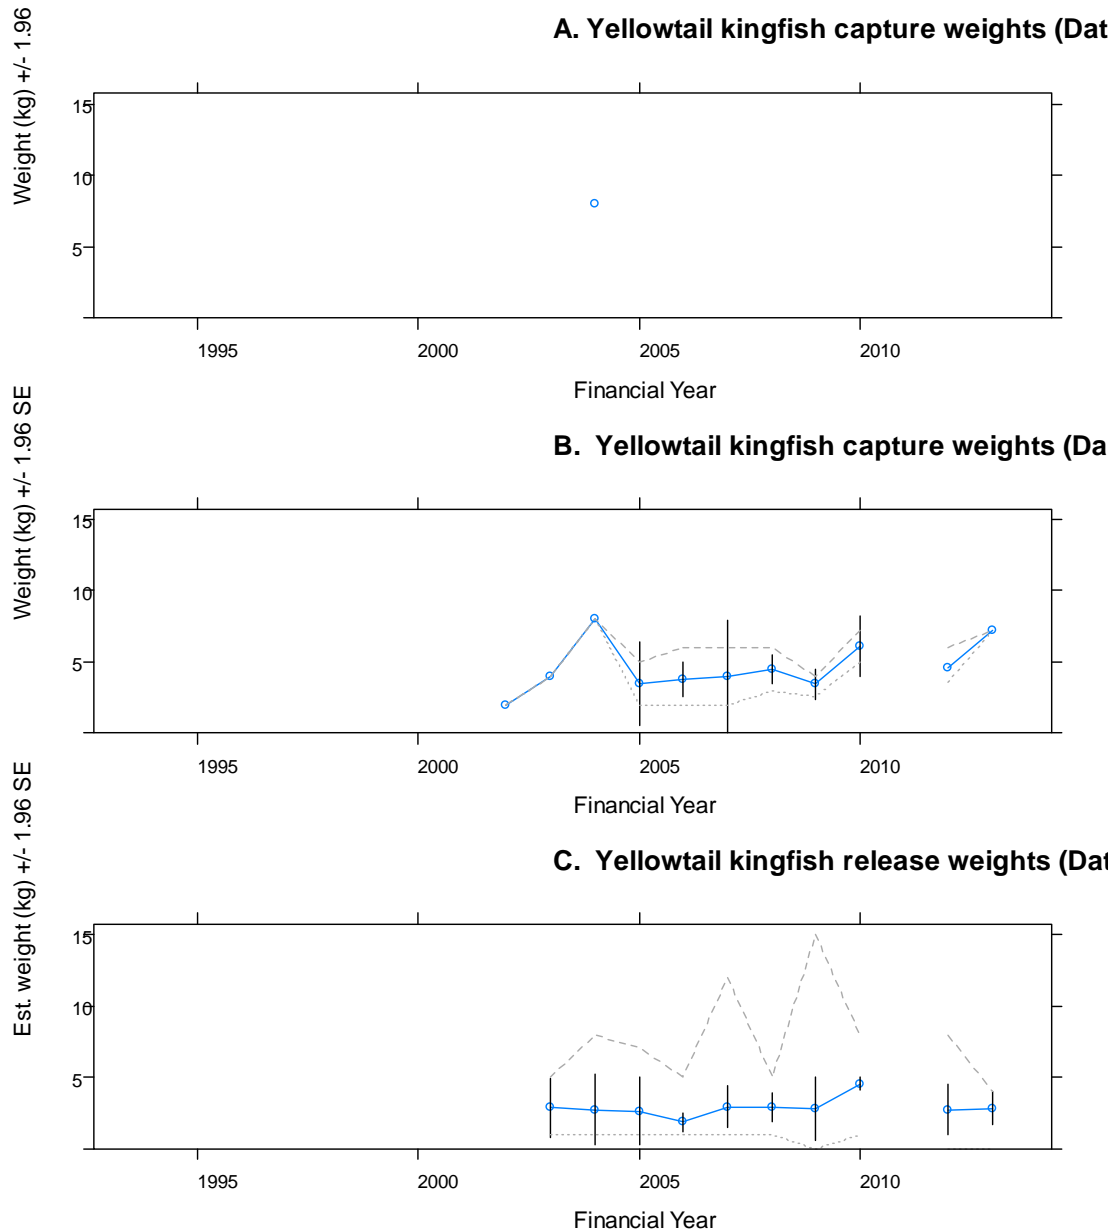 A. Yellowtail kingfish capture weights (Dat
Weight (kg) +/- 1.96
15
10
5
1995 2000 2005 2010
Financial Year
B. Yellowtail kingfish capture weights (Da
Weight (kg) +/- 1.96 SE
15
10
5
1995 2000 2005 2010
Financial Year
C. Yellowtail kingfish release weights (Dat
Est. weight (kg) +/- 1.96 SE
15
10
5
1995 2000 2005 2010
Financial Year